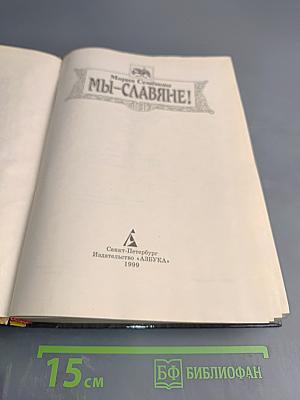 Мария Семёнова
МЫ-СЛАВЯНЕ!
Санкт-Петербург
Издательство «АЗБУКА»
1999
15 см
БФ БИБЛИОФАН